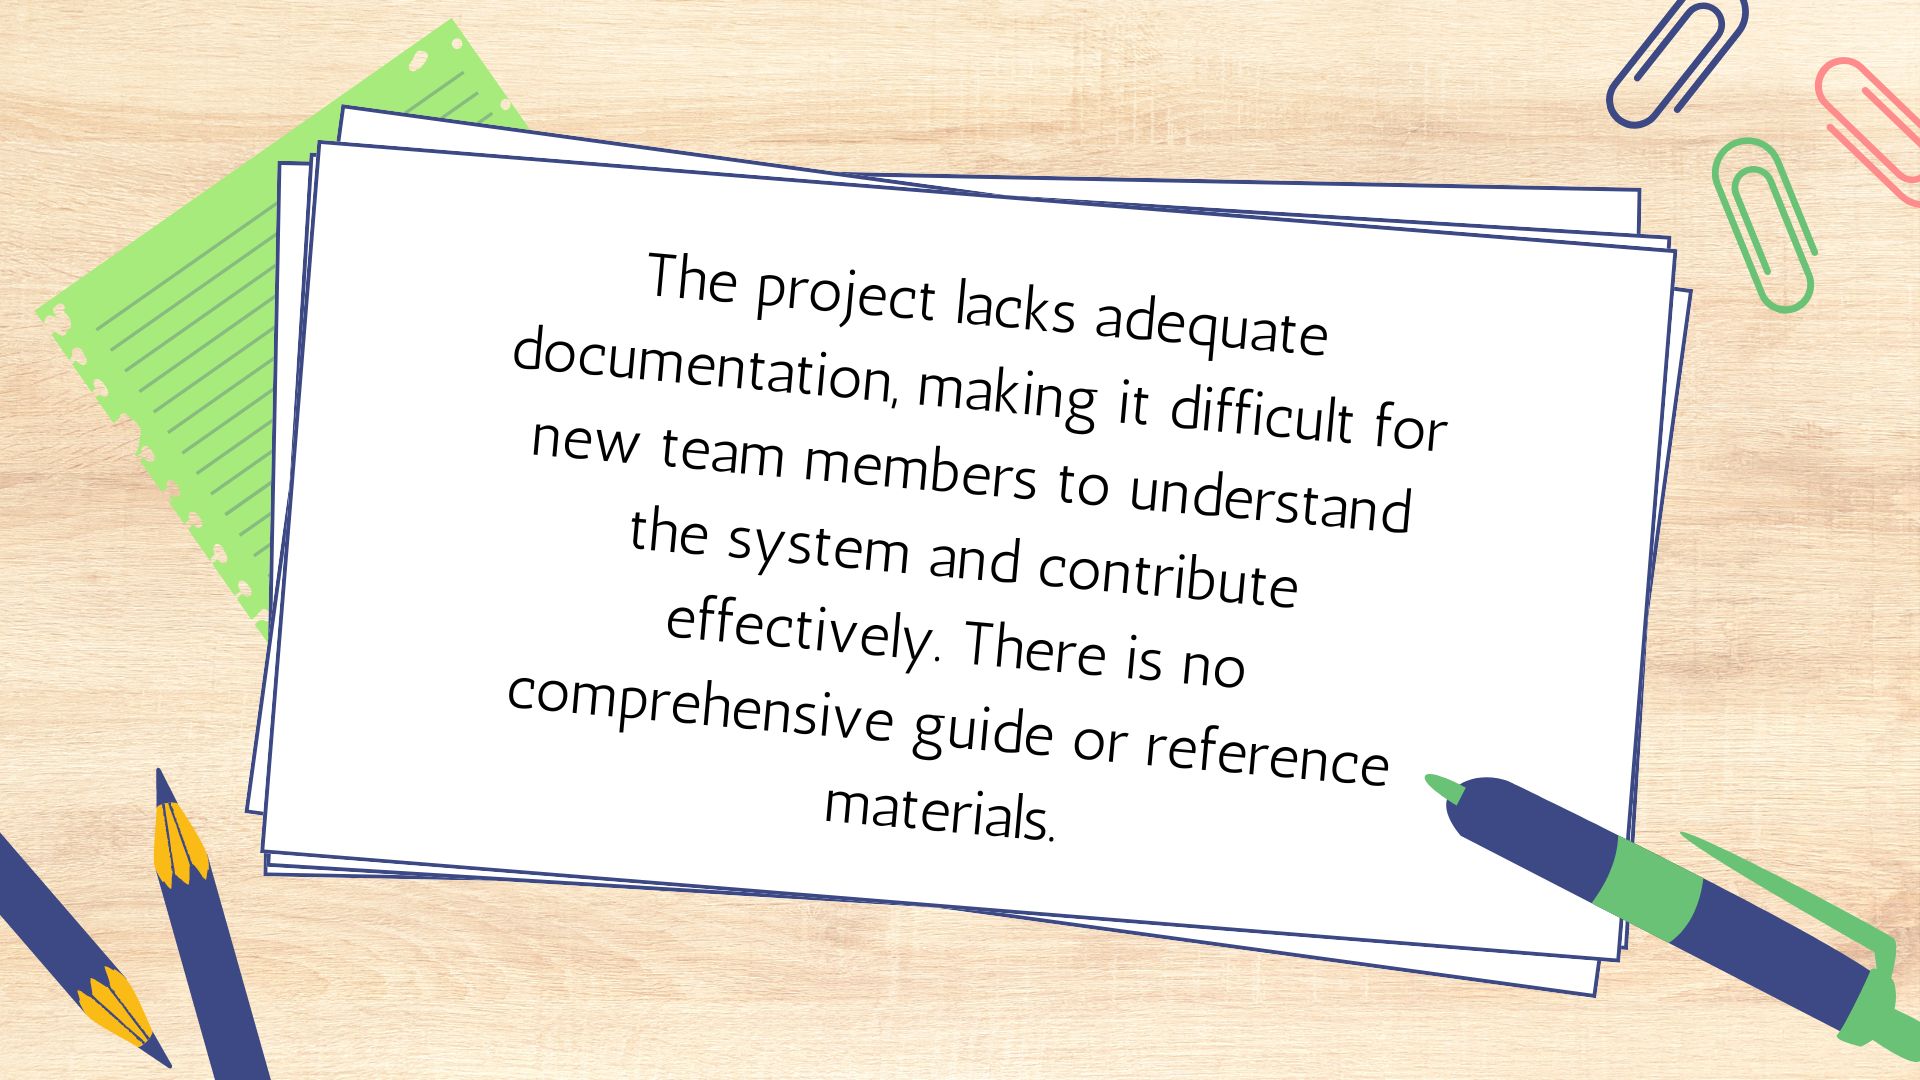 The project lacks adequate
documentation, making it difficult for
new team members to understand
the system and contribute
effectively. There is no
comprehensive guide or reference
materials.